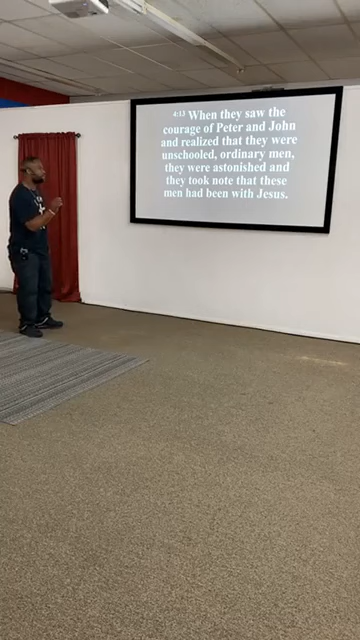 4:13 When they saw the
courage of Peter and John
and realized that they were
unschooled, ordinary men,
they were astonished and
they took note that these
men had been with Jesus.